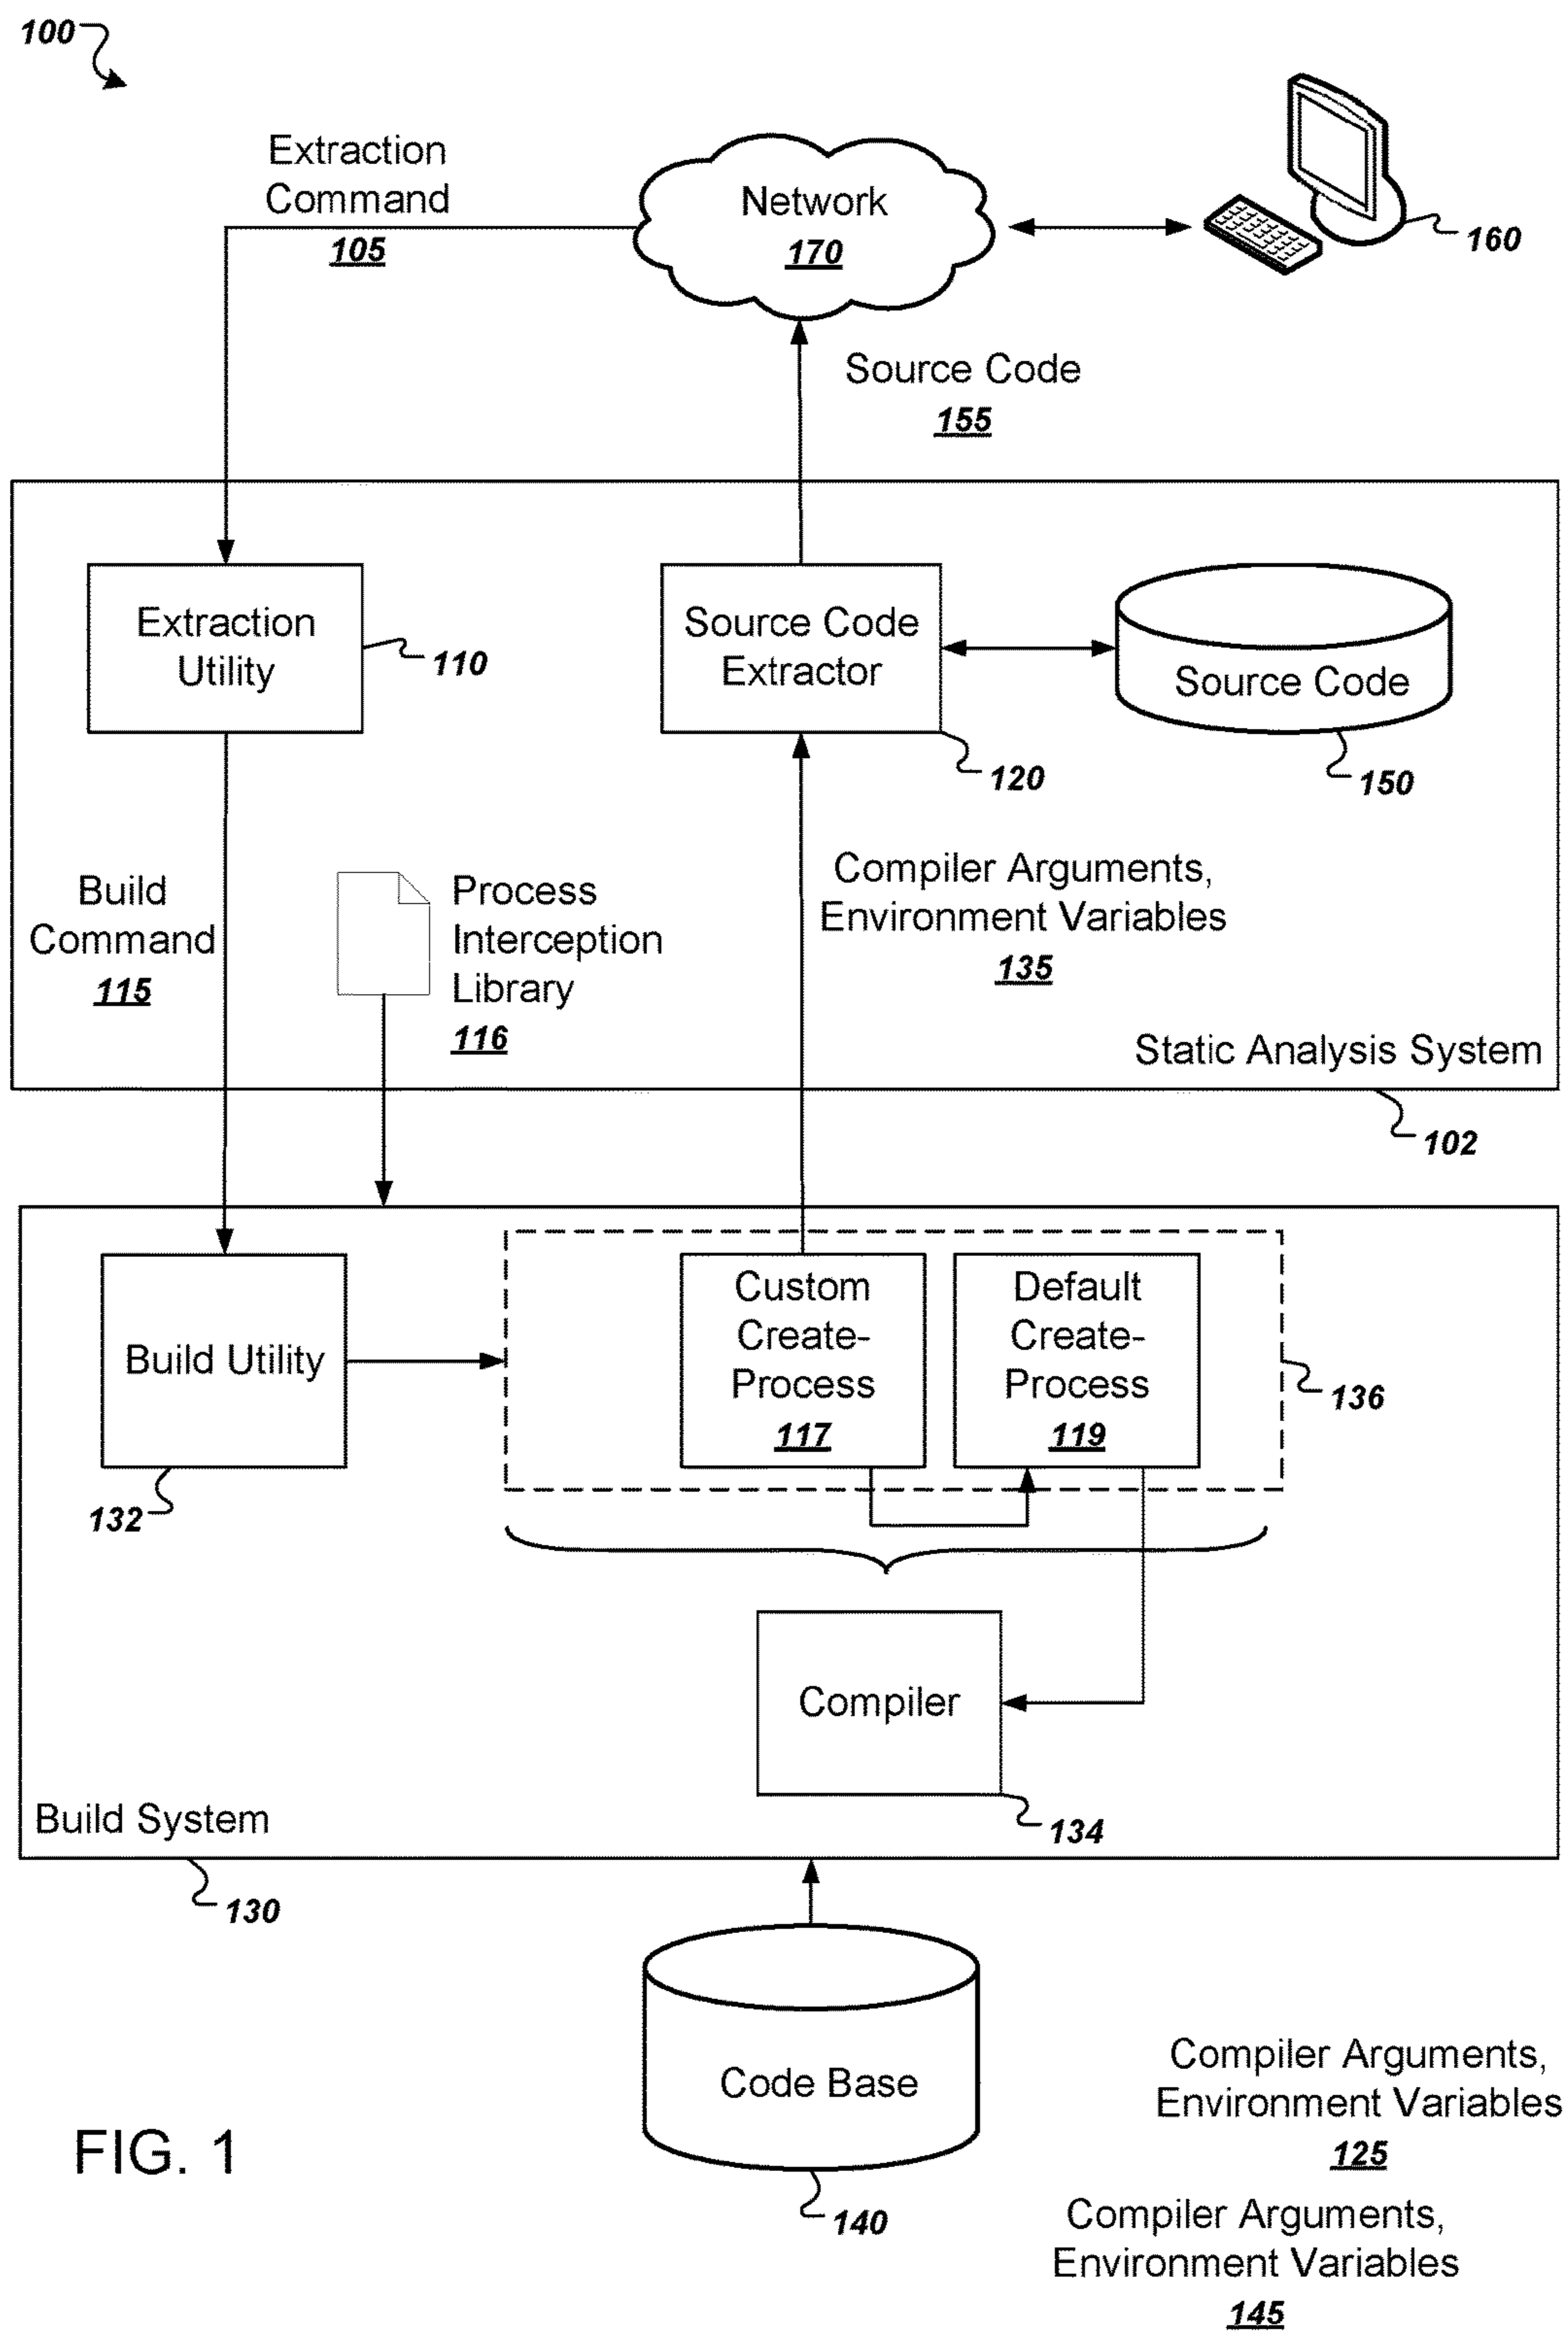 100
Extraction
Command
105
Network
170
160
Source Code
155
Extraction
Utility
110
Source Code
Extractor
120
Source Code
150
Build
Command
115
Process
Interception
Library
116
Compiler Arguments,
Environment Variables
135
Static Analysis System
102
Build Utility
132
Custom
Create-
Process
117
Default
Create-
Process
119
136
Compiler
134
Build System
130
Code Base
140
FIG. 1
Compiler Arguments,
Environment Variables
125
Compiler Arguments,
Environment Variables
145